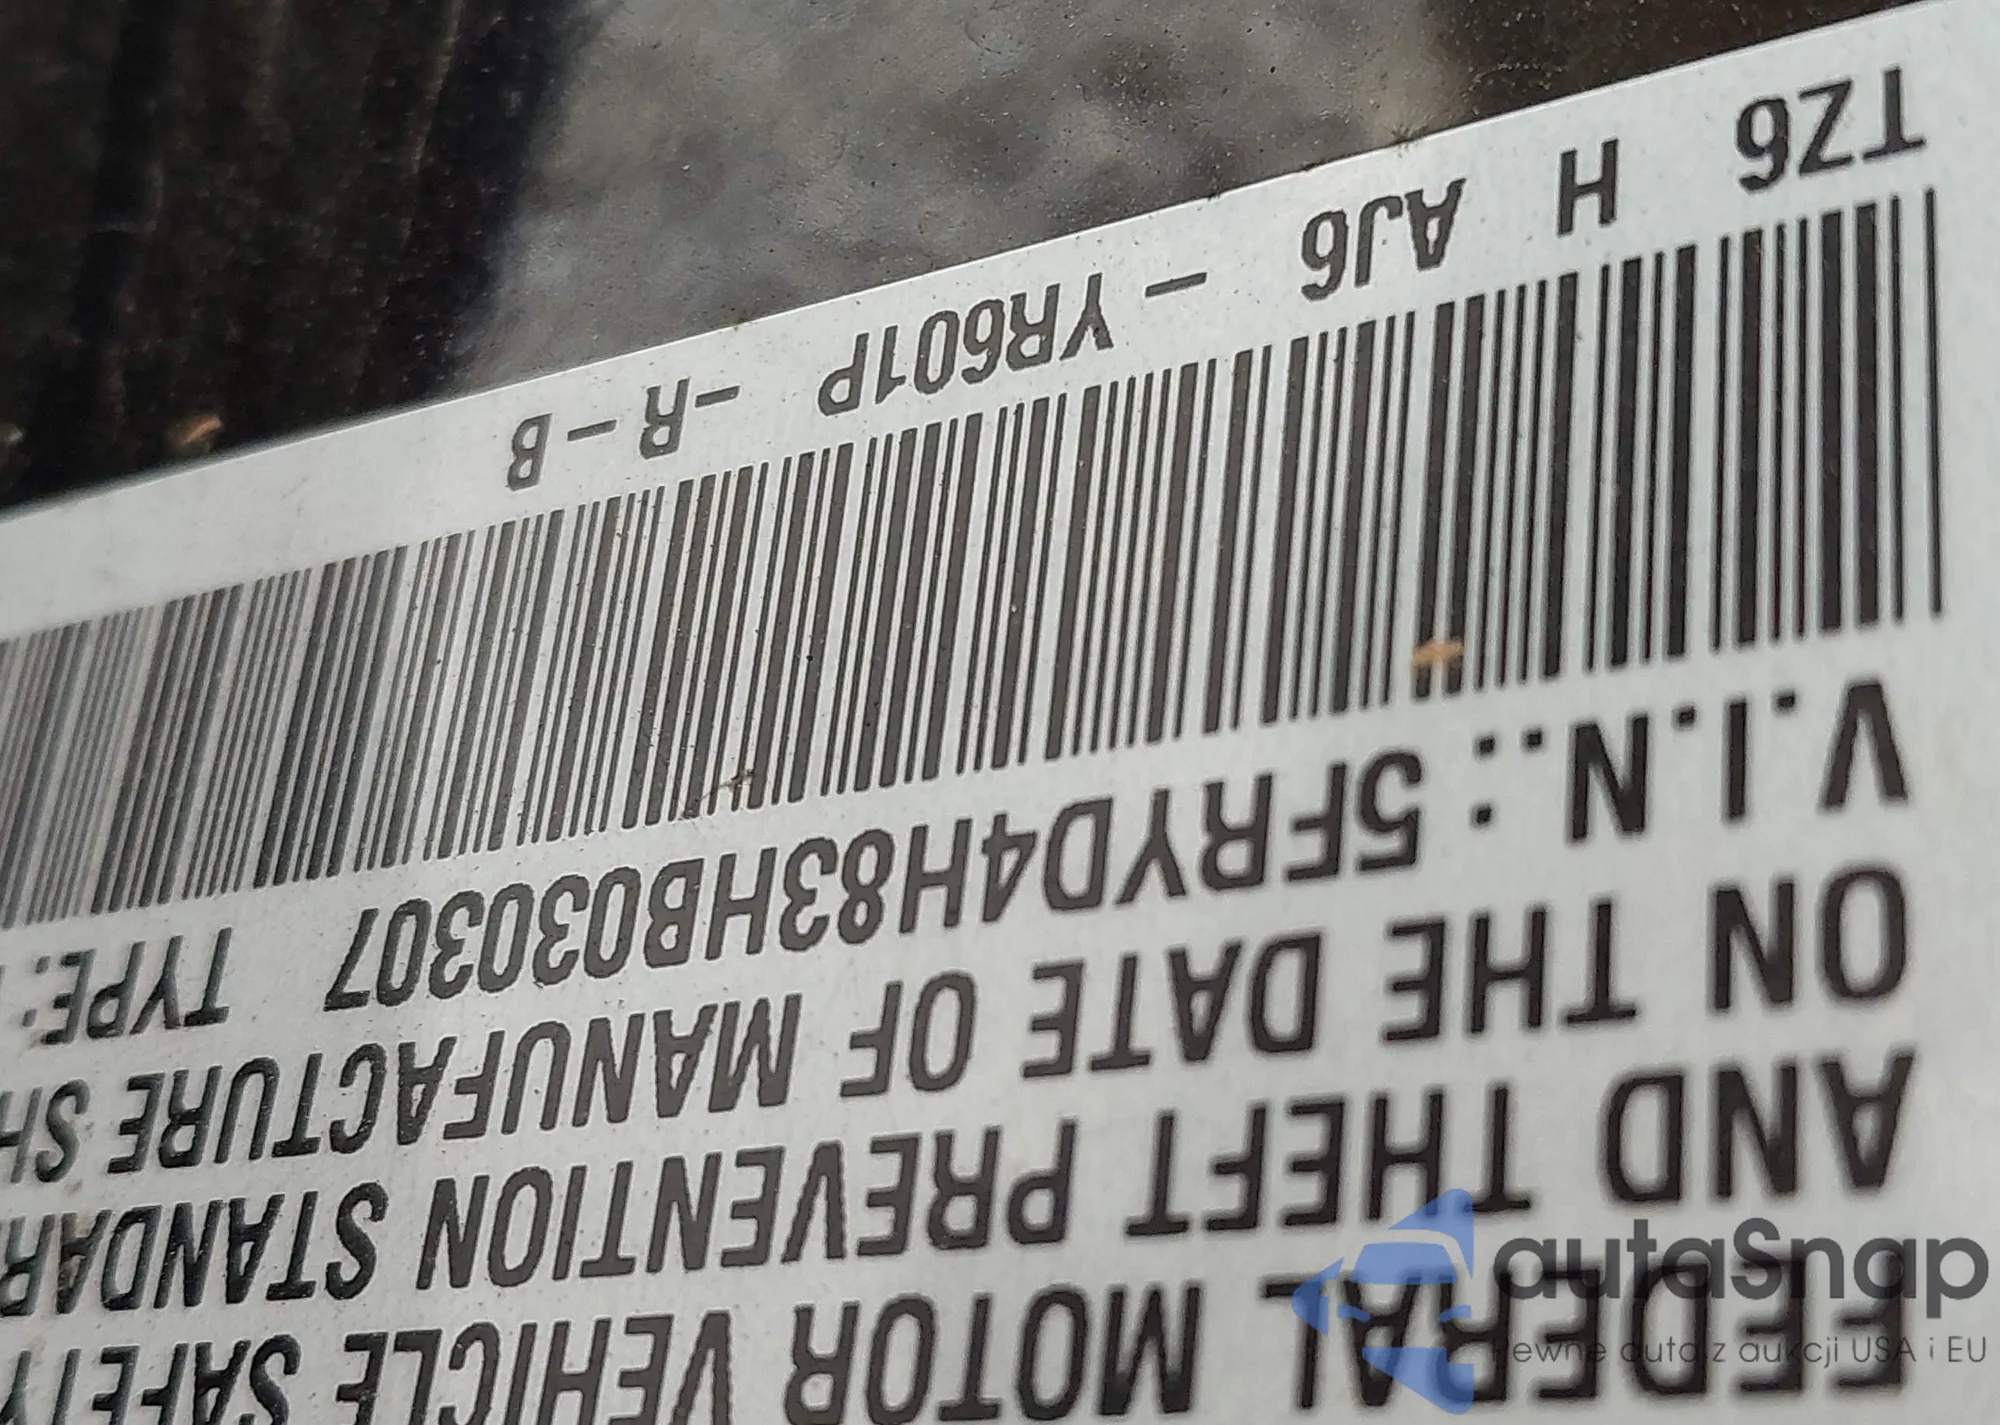 FEDERAL MOTOR VEHICLE SAFETY
AND THEFT PREVENTION STANDAR
ON THE DATE OF MANUFACTURE SH
V.I.N.: 5FRYD4H83HB030307 TYPE:
TZ6 H AJ6 - YR601P -R-B
autaSnap
Pewne auta z aukcji USA i EU